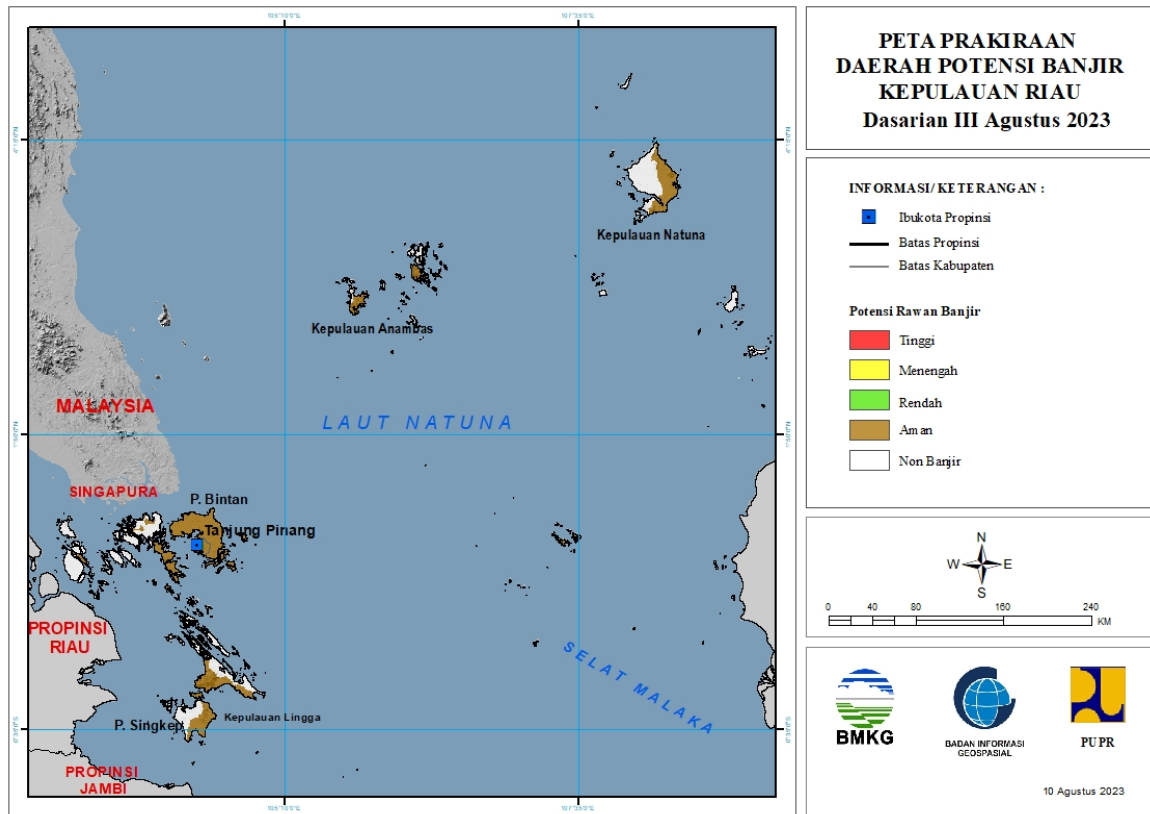 PETA PRAKIRAAN
DAERAH POTENSI BANJIR
KEPULAUAN RIAU
Dasarian III Agustus 2023
INFORMASI/ KETERANGAN :
Ibukota Propinsi
Batas Propinsi
Batas Kabupaten
Potensi Rawan Banjir
Tinggi
Menengah
Rendah
Aman
Non Banjir
N
W E
S
0 40 80 160 240
KM
BMKG
BADAN INFORMASI
GEOSPASIAL
PUPR
10 Agustus 2023
Kepulauan Natuna
Kepulauan Anambas
MALAYSIA
LAUT NATUNA
SINGAPURA
P. Bintan
Tanjung Pinang
PROPINSI
RIAU
SELAT MALAKA
P. Singkep
Kepulauan Lingga
PROPINSI
JAMBI